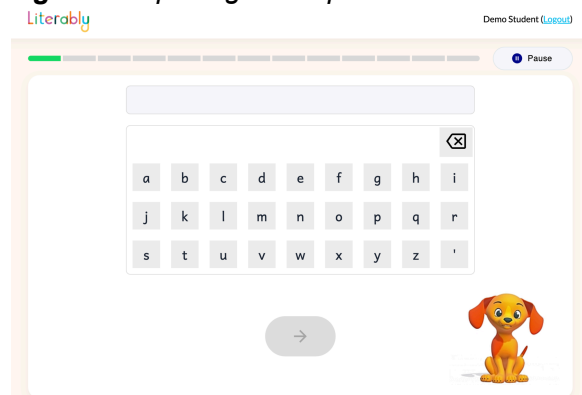 Literably
Demo Student (Logout)
Pause
a b c d e f g h i
j k l m n o p q r
s t u v w x y z '